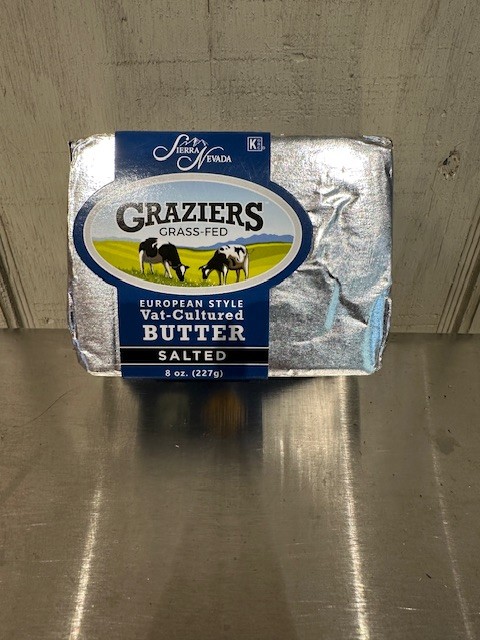 SIERRA
NEVADA
K
GRAZIERS
GRASS-FED
EUROPEAN STYLE
Vat-Cultured
BUTTER
SALTED
8 oz. (227g)